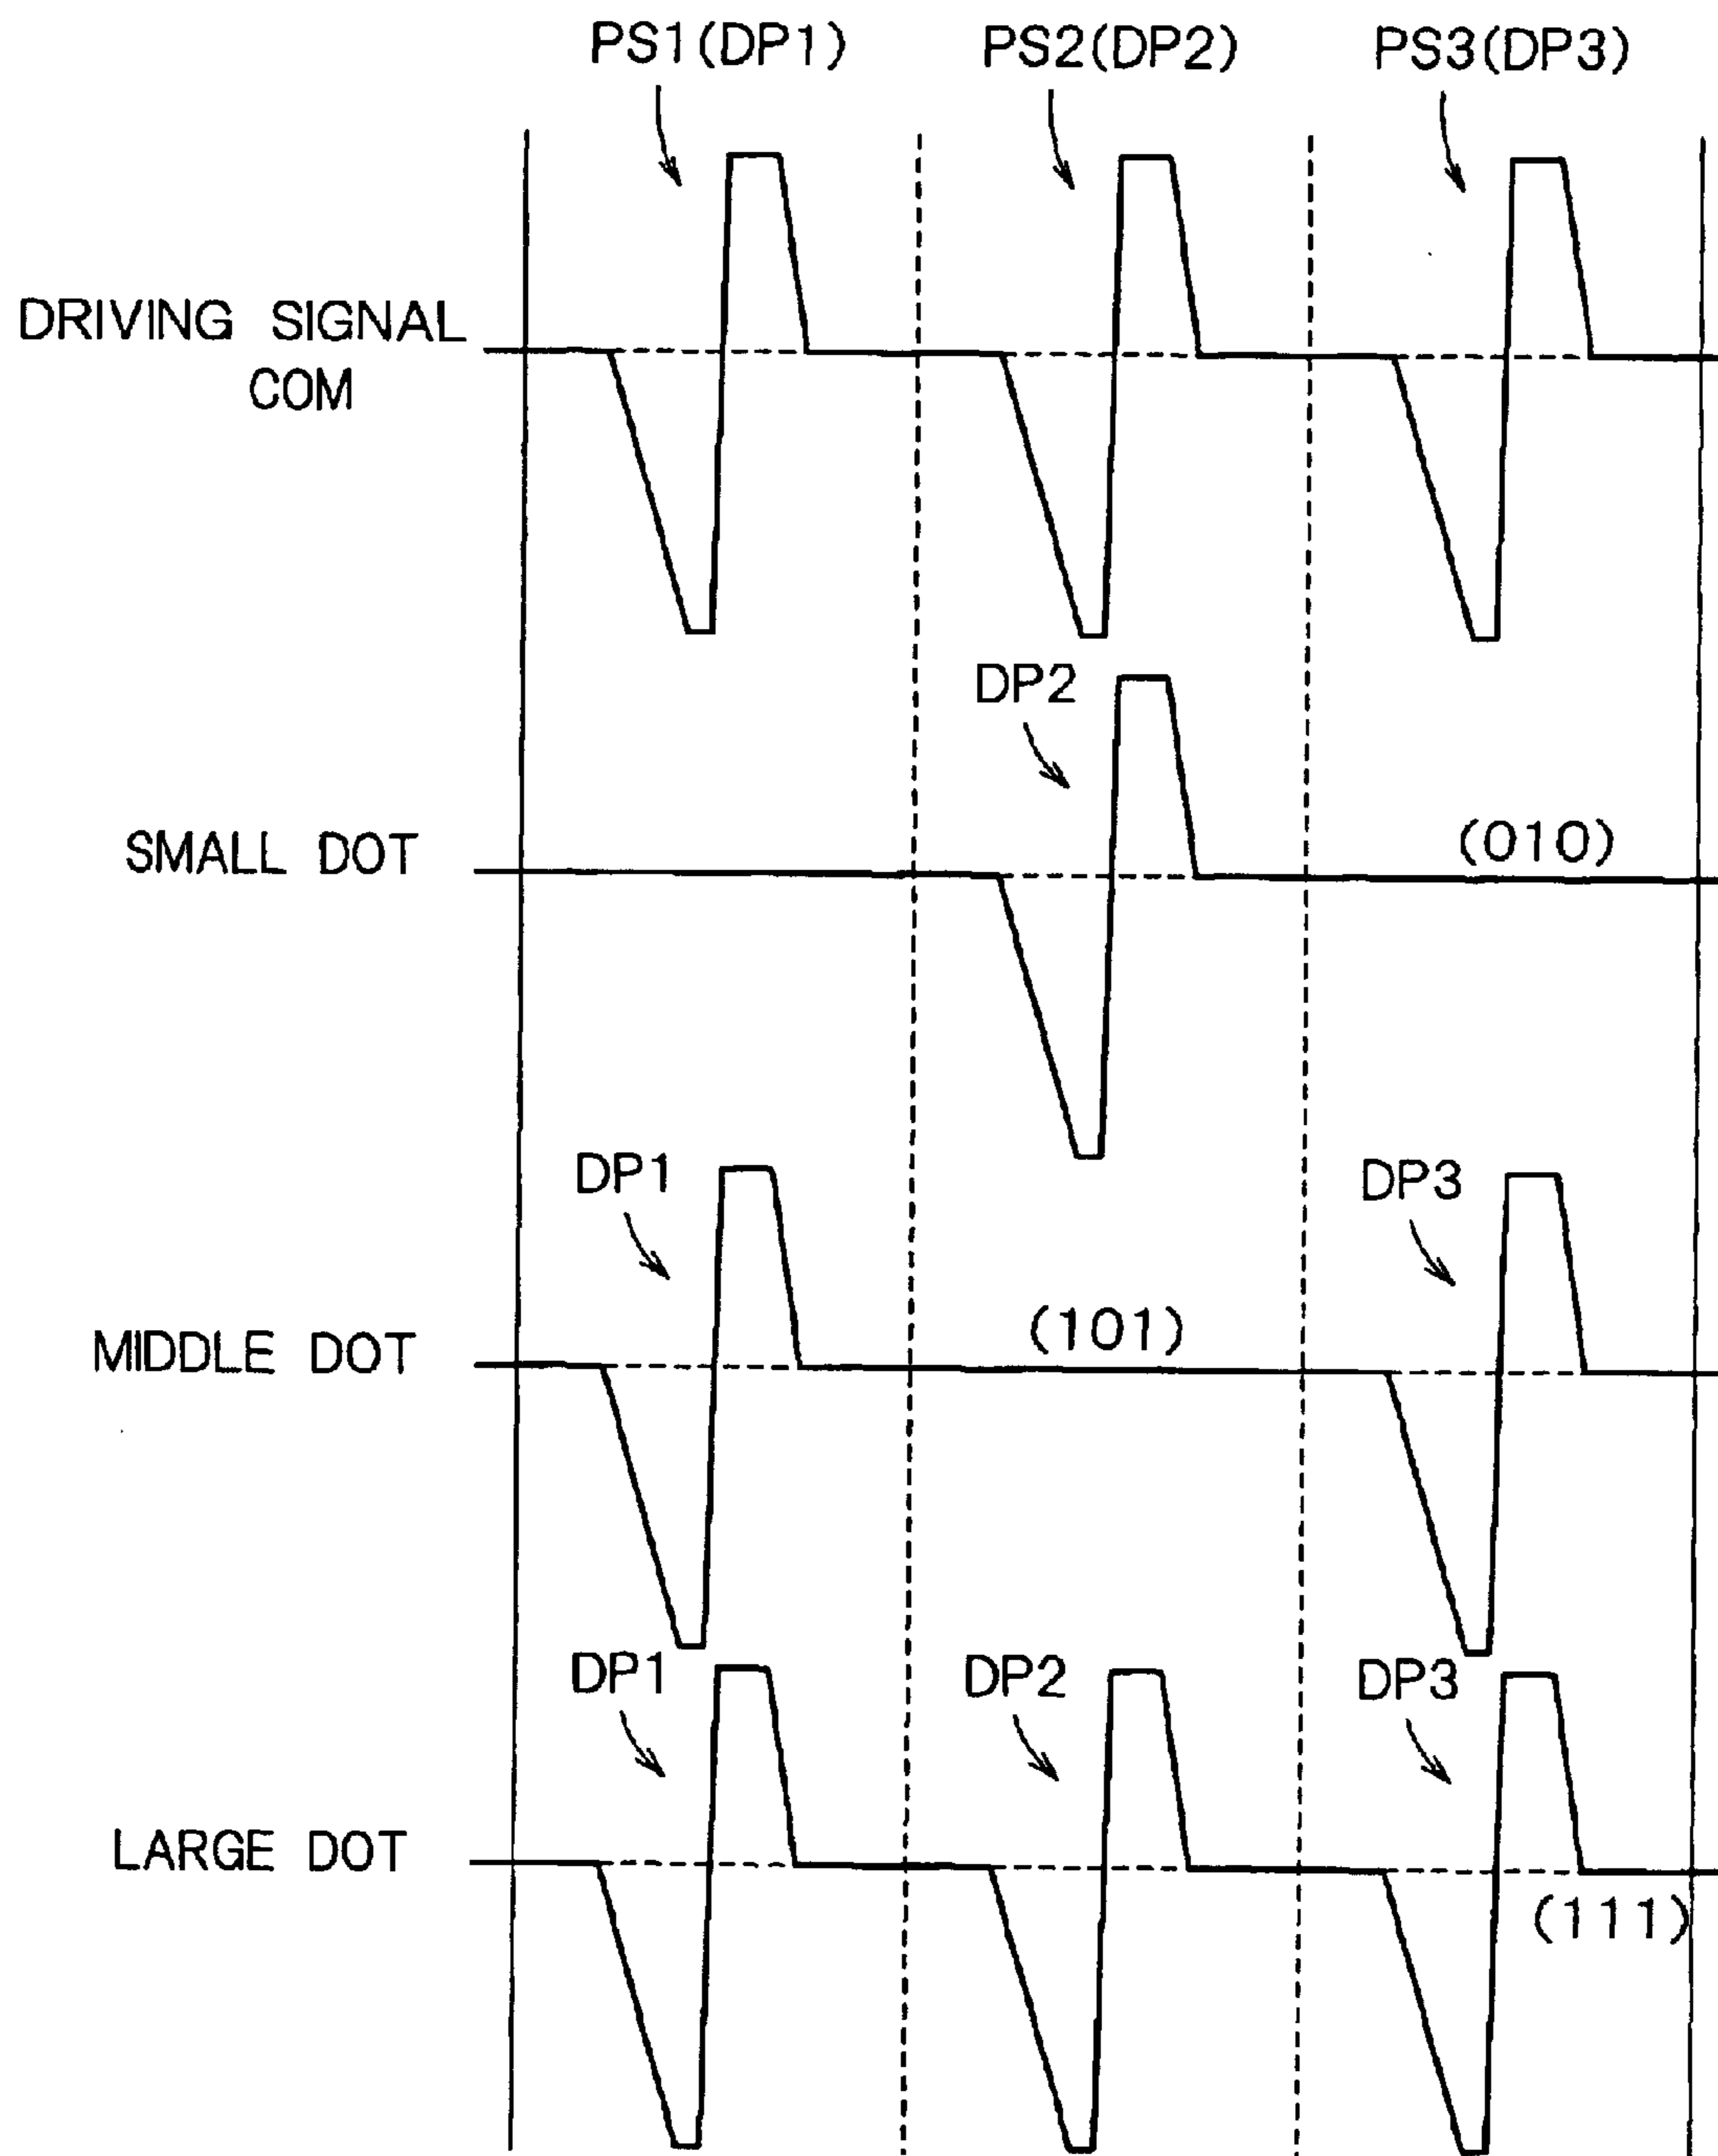 PS1(DP1) PS2(DP2) PS3(DP3)
DRIVING SIGNAL
COM
DP2
SMALL DOT (010)
DP1 DP3
MIDDLE DOT (101)
DP1 DP2 DP3
LARGE DOT
(111)